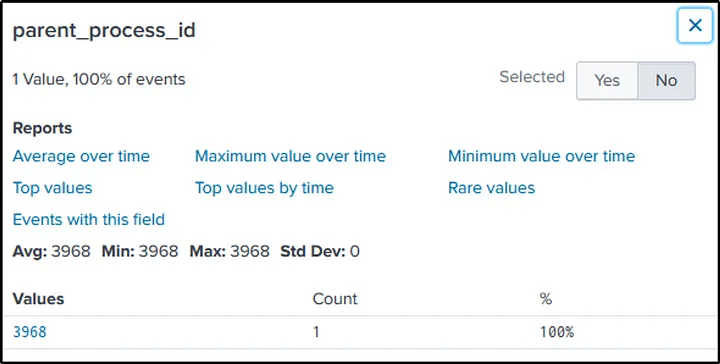 parent_process_id
1 Value, 100% of events
Selected Yes No
Reports
Average over time Maximum value over time Minimum value over time
Top values Top values by time Rare values
Events with this field
Avg: 3968 Min: 3968 Max: 3968 Std Dev: 0
Values Count %
3968 1 100%